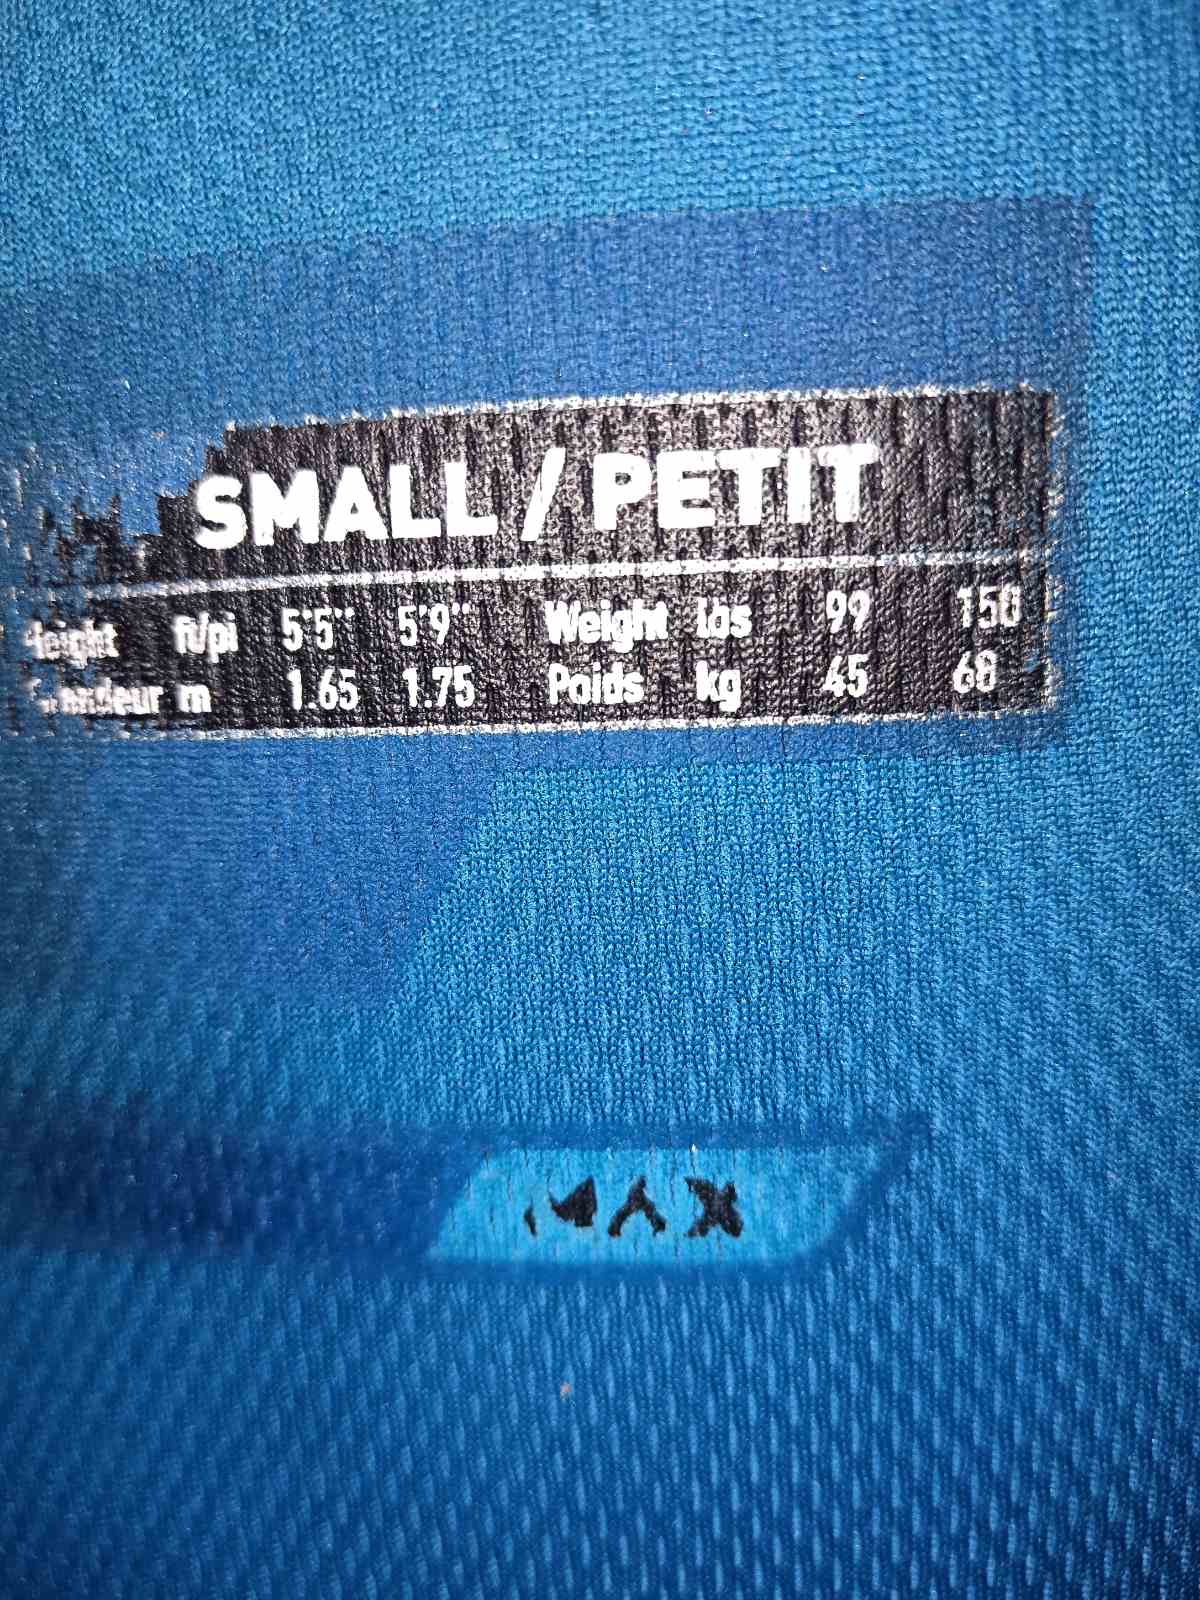 SMALL / PETIT
Height ft/pi 5'5'' 5'9'' Weight lbs 99 150
m 1.65 1.75 Poids kg 45 68